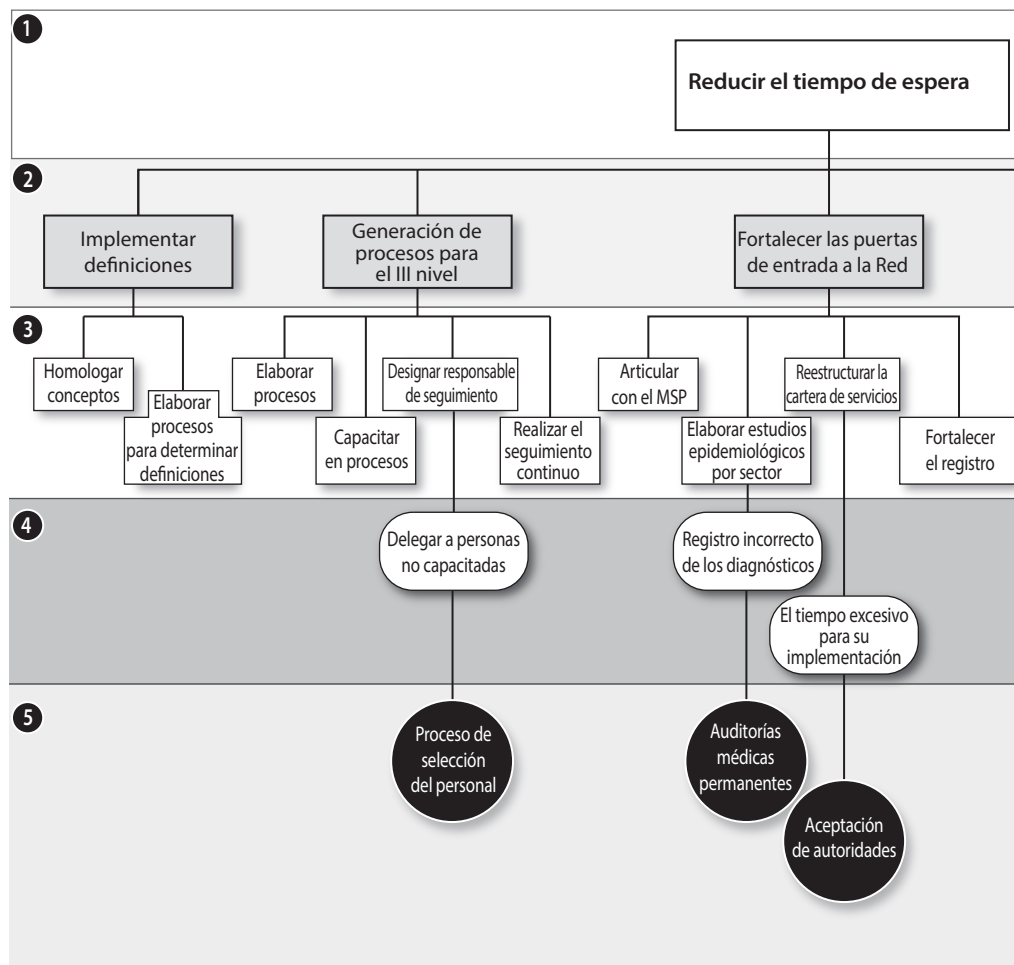 1
Reducir el tiempo de espera
2
Implementar
definiciones
Generación de
procesos para
el III nivel
Fortalecer las puertas
de entrada a la Red
3
Homologar
conceptos
Elaborar
procesos
para determinar
definiciones
Elaborar
procesos
Capacitar
en procesos
Designar responsable
de seguimiento
Realizar el
seguimiento
continuo
Articular
con el MSP
Elaborar estudios
epidemiológicos
por sector
Reestructurar la
cartera de servicios
Fortalecer
el registro
4
Delegar a personas
no capacitadas
Registro incorrecto
de los diagnósticos
El tiempo excesivo
para su
implementación
5
Proceso de
selección
del personal
Auditorías
médicas
permanentes
Aceptación
de autoridades